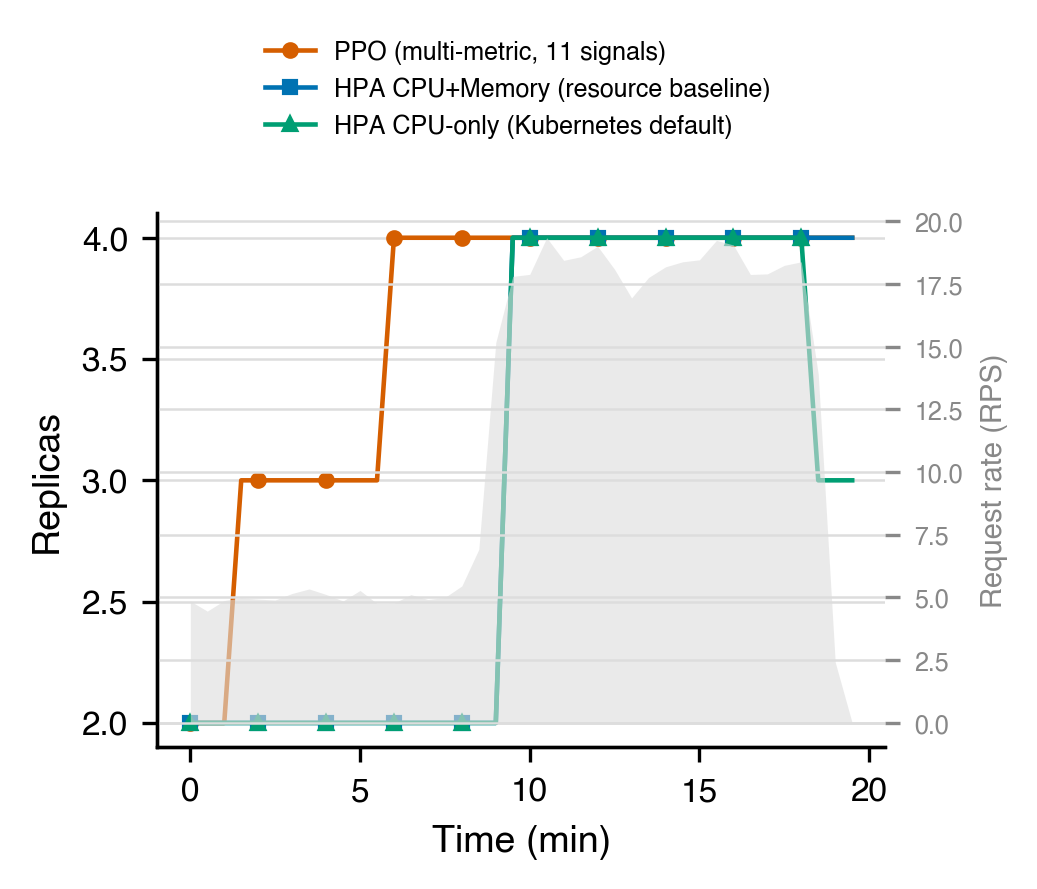 PPO (multi-metric, 11 signals)
HPA CPU+Memory (resource baseline)
HPA CPU-only (Kubernetes default)
4.0
3.5
3.0
2.5
2.0
Replicas
20.0
17.5
15.0
12.5
10.0
7.5
5.0
2.5
0.0
Request rate (RPS)
0 5 10 15 20
Time (min)